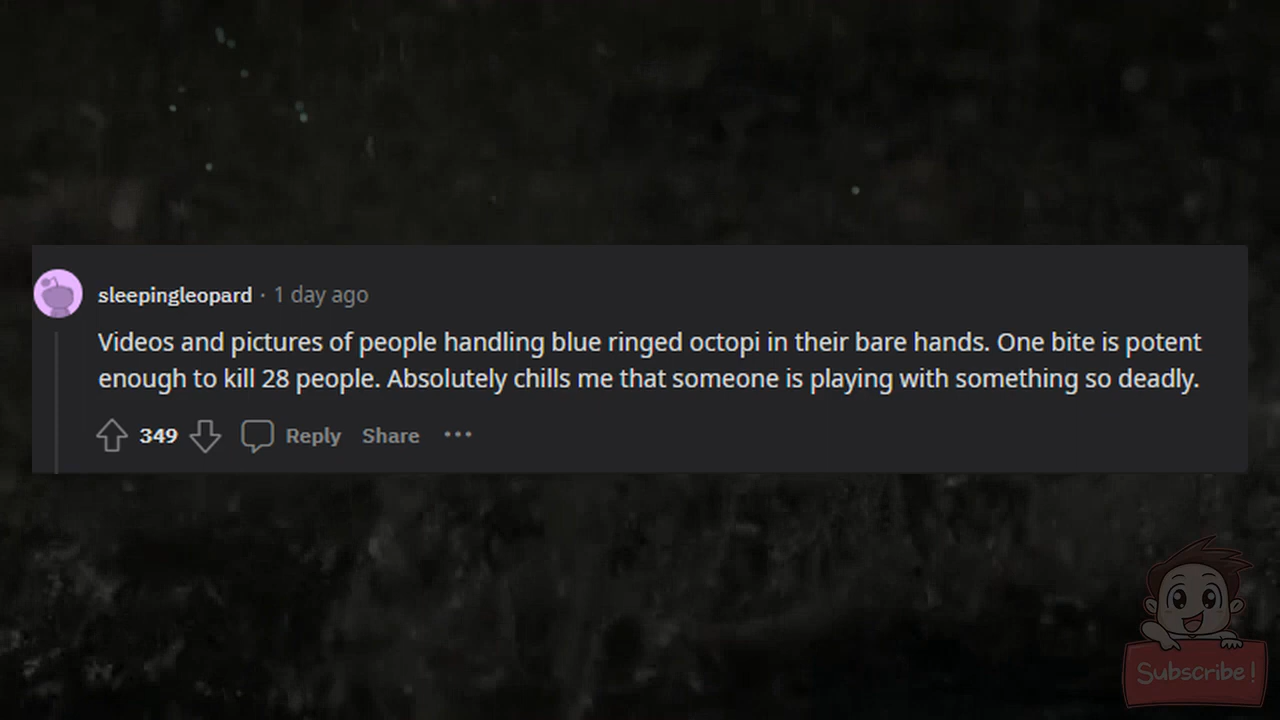 sleepingleopard · 1 day ago
Videos and pictures of people handling blue ringed octopi in their bare hands. One bite is potent
enough to kill 28 people. Absolutely chills me that someone is playing with something so deadly.
349 Reply Share ···
Subscribe!